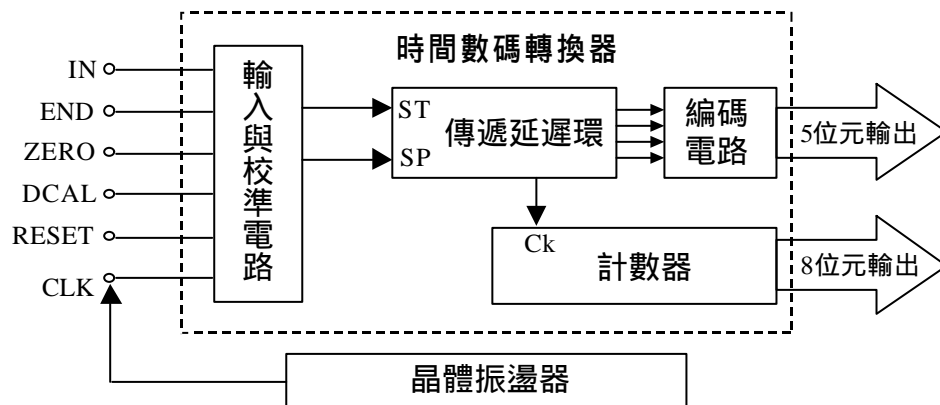 時間數碼轉換器
IN
END
ZERO
DCAL
RESET
CLK
輸入與校準電路
ST
SP
傳遞延遲環
編碼
電路
5位元輸出
Ck
計數器
8位元輸出
晶體振盪器